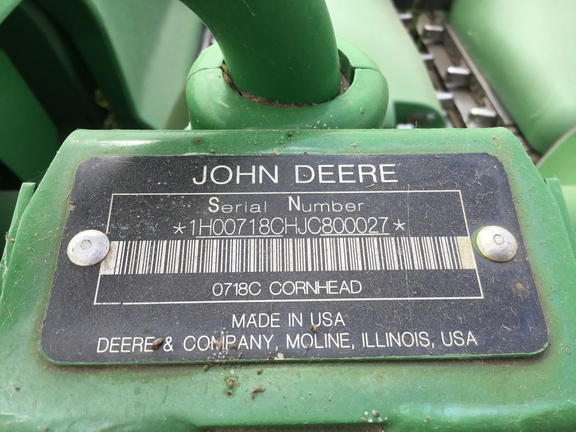 JOHN DEERE
Serial Number
*1H00718CHJC800027*
0718C CORNHEAD
MADE IN USA
DEERE & COMPANY, MOLINE, ILLINOIS, USA